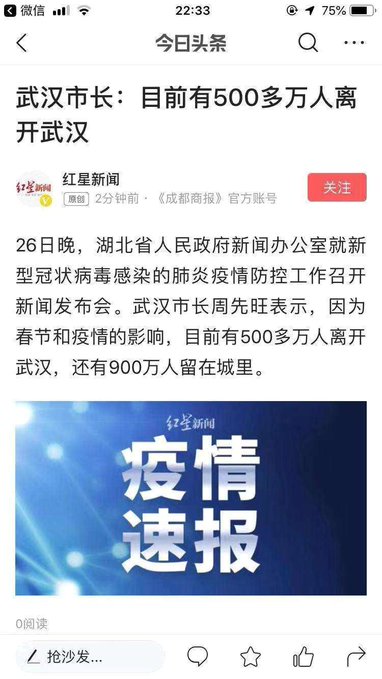 微信
22:33
75%
今日头条
武汉市长：目前有500多万人离
开武汉
红星新闻
红星新闻
原创 2分钟前 · 《成都商报》官方账号
关注
26日晚，湖北省人民政府新闻办公室就新
型冠状病毒感染的肺炎疫情防控工作召开
新闻发布会。武汉市长周先旺表示，因为
春节和疫情的影响，目前有500多万人离开
武汉，还有900万人留在城里。
红星新闻
疫情
速报
0阅读
抢沙发...